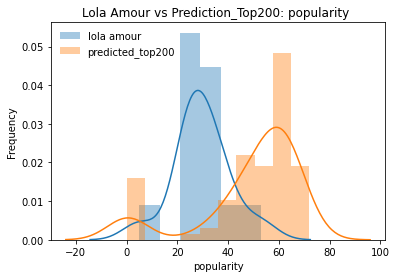 Lola Amour vs Prediction_Top200: popularity
lola amour
predicted_top200
Frequency
0.05
0.04
0.03
0.02
0.01
0.00
−20 0 20 40 60 80 100
popularity